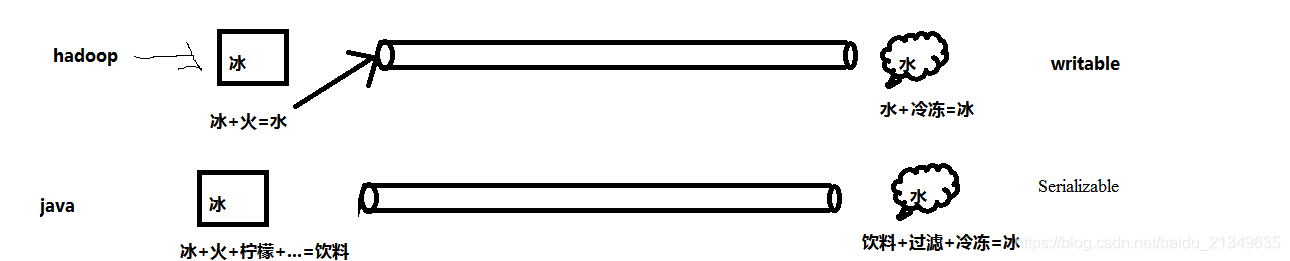 hadoop 冰 水 writable
冰+火=水 水+冷冻=冰
java 冰 水 Serializable
冰+火+柠檬+...=饮料 饮料+过滤+冷冻=冰
https://blog.csdn.net/baidu_21349635